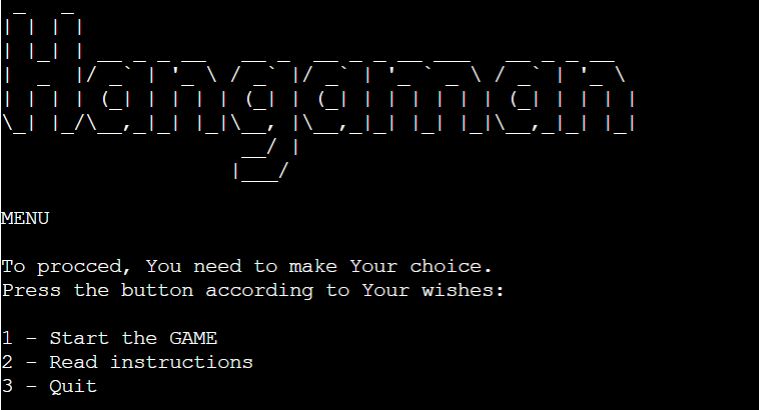 Hangaman
MENU
To procced, You need to make Your choice.
Press the button according to Your wishes:
1 - Start the GAME
2 - Read instructions
3 - Quit